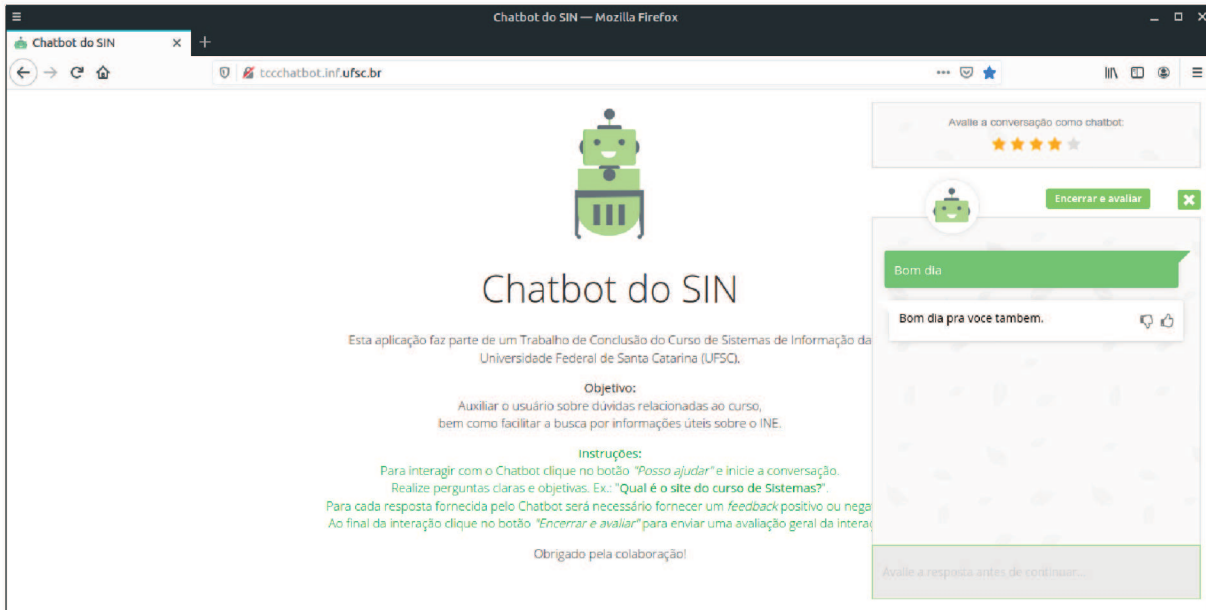 Chatbot do SIN — Mozilla Firefox
Chatbot do SIN
tccchatbot.inf.ufsc.br
Chatbot do SIN
Esta aplicação faz parte de um Trabalho de Conclusão do Curso de Sistemas de Informação da
Universidade Federal de Santa Catarina (UFSC).
Objetivo:
Auxiliar o usuário sobre dúvidas relacionadas ao curso,
bem como facilitar a busca por informações úteis sobre o INE.
Instruções:
Para interagir com o Chatbot clique no botão "Posso ajudar" e inicie a conversação.
Realize perguntas claras e objetivas. Ex.: "Qual é o site do curso de Sistemas?".
Para cada resposta fornecida pelo Chatbot será necessário fornecer um feedback positivo ou nega
Ao final da interação clique no botão "Encerrar e avaliar" para enviar uma avaliação geral da intera
Obrigado pela colaboração!
Avalie a conversação como chatbot:
Encerrar e avaliar
Bom dia
Bom dia pra voce tambem.
Avalie a resposta antes de continuar...